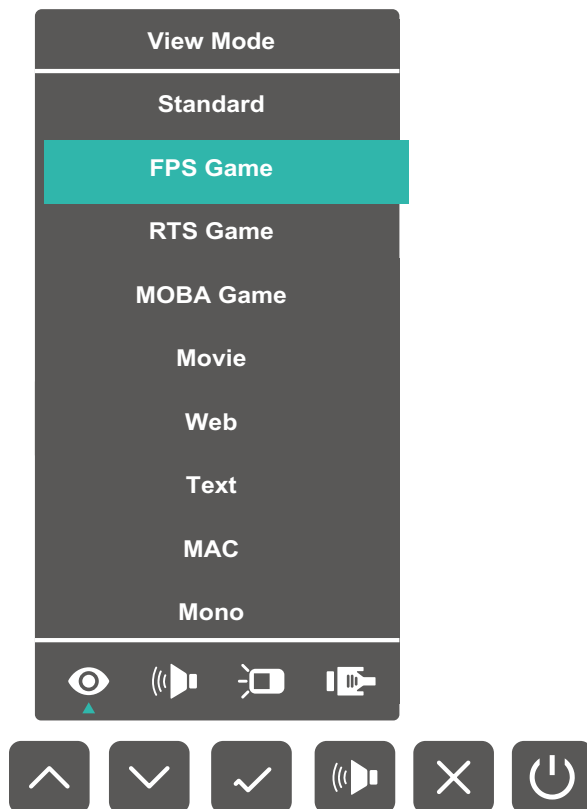 View Mode
Standard
FPS Game
RTS Game
MOBA Game
Movie
Web
Text
MAC
Mono